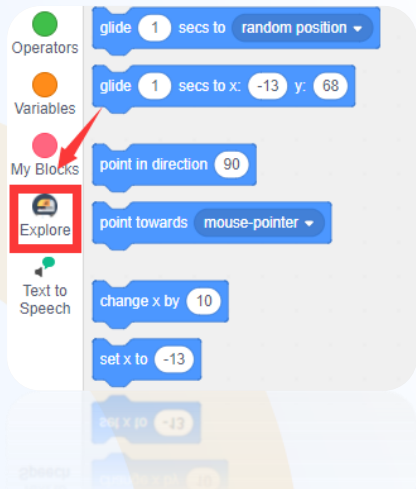 Operators
Variables
My Blocks
Explore
Text to
Speech
glide 1 secs to random position
glide 1 secs to x: -13 y: 68
point in direction 90
point towards mouse-pointer
change x by 10
set x to -13